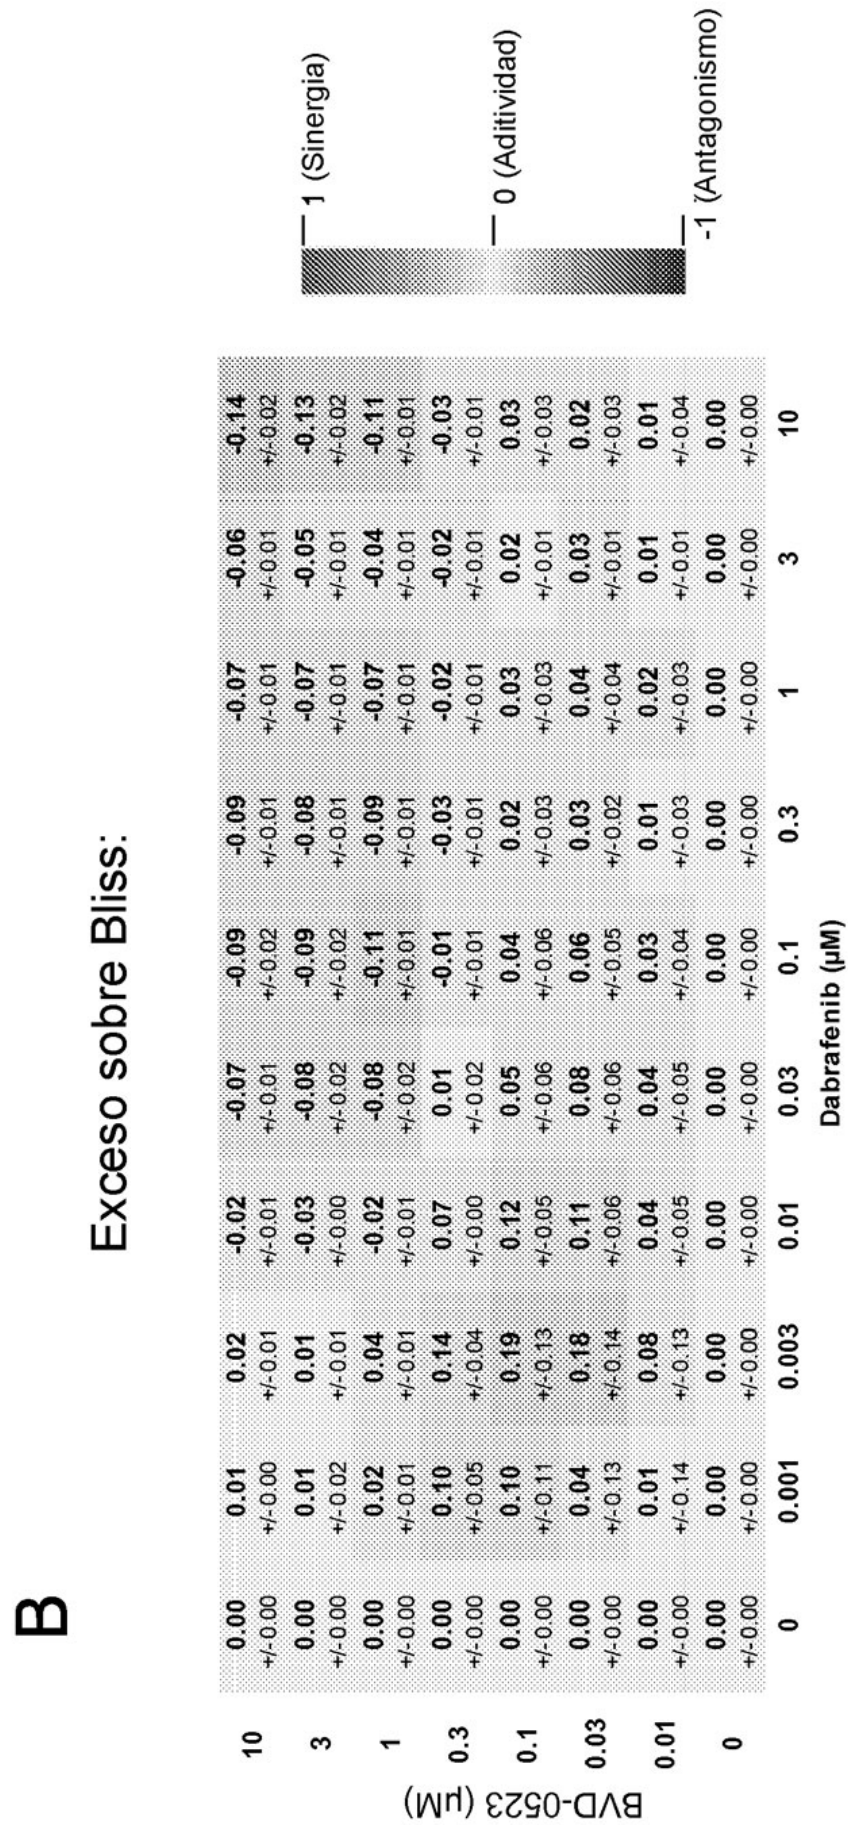 B
Exceso sobre Bliss:
10 0.00 0.01 0.02 -0.02 -0.07 -0.09 -0.09 -0.07 -0.06 -0.14
+/-0.00 +/-0.00 +/-0.01 +/-0.01 +/-0.01 +/-0.02 +/-0.01 +/-0.01 +/-0.01 +/-0.02
3 0.00 0.01 0.01 -0.03 -0.08 -0.09 -0.08 -0.07 -0.05 -0.13
+/-0.00 +/-0.02 +/-0.01 +/-0.00 +/-0.02 +/-0.02 +/-0.01 +/-0.01 +/-0.01 +/-0.02
1 0.00 0.02 0.04 -0.02 -0.08 -0.11 -0.09 -0.07 -0.04 -0.11
+/-0.00 +/-0.01 +/-0.01 +/-0.01 +/-0.02 +/-0.01 +/-0.01 +/-0.01 +/-0.01 +/-0.01
0.3 0.00 0.10 0.14 0.07 0.01 -0.01 -0.03 -0.02 -0.02 -0.03
+/-0.00 +/-0.05 +/-0.04 +/-0.00 +/-0.02 +/-0.01 +/-0.01 +/-0.01 +/-0.01 +/-0.01
0.1 0.00 0.10 0.19 0.12 0.05 0.04 0.02 0.03 0.02 0.03
+/-0.00 +/-0.11 +/-0.13 +/-0.05 +/-0.06 +/-0.06 +/-0.03 +/-0.03 +/-0.01 +/-0.03
0.03 0.00 0.04 0.18 0.11 0.08 0.06 0.03 0.04 0.03 0.02
+/-0.00 +/-0.13 +/-0.14 +/-0.06 +/-0.06 +/-0.05 +/-0.02 +/-0.04 +/-0.01 +/-0.03
0.01 0.00 0.01 0.08 0.04 0.04 0.03 0.01 0.02 0.01 0.01
+/-0.00 +/-0.14 +/-0.13 +/-0.05 +/-0.05 +/-0.04 +/-0.03 +/-0.03 +/-0.01 +/-0.04
0 0.00 0.00 0.00 0.00 0.00 0.00 0.00 0.00 0.00 0.00
+/-0.00 +/-0.00 +/-0.00 +/-0.00 +/-0.00 +/-0.00 +/-0.00 +/-0.00 +/-0.00 +/-0.00
0 0.001 0.003 0.01 0.03 0.1 0.3 1 3 10
BVD-0523 (µM)
Dabrafenib (µM)
1 (Sinergia)
0 (Aditividad)
-1 (Antagonismo)